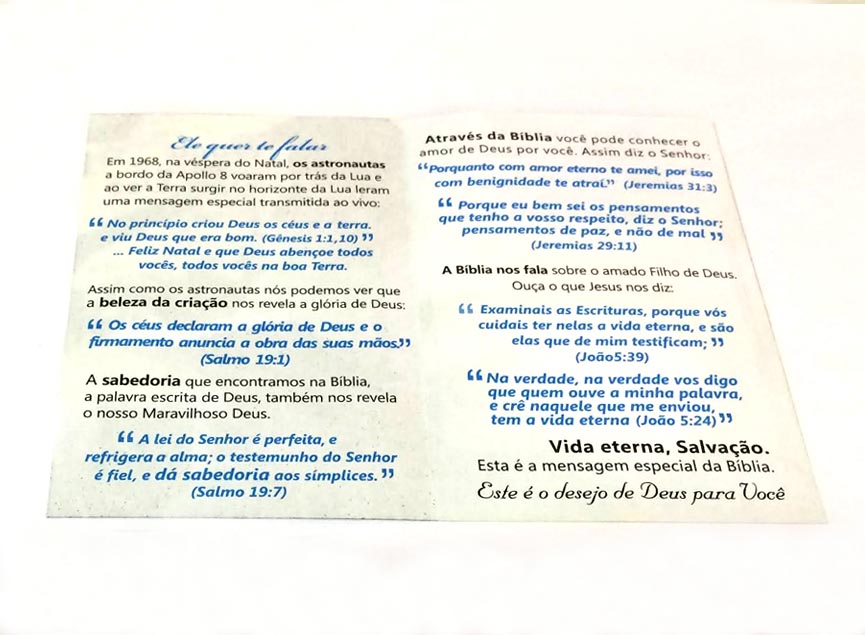 Ele quer te falar
Em 1968, na véspera do Natal, os astronautas
a bordo da Apollo 8 voaram por trás da Lua e
ao ver a Terra surgir no horizonte da Lua leram
uma mensagem especial transmitida ao vivo:
“ No princípio criou Deus os céus e a terra.
e viu Deus que era bom. (Gênesis 1:1,10) ”
... Feliz Natal e que Deus abençoe todos
vocês, todos vocês na boa Terra.
Assim como os astronautas nós podemos ver que
a beleza da criação nos revela a glória de Deus:
“ Os céus declaram a glória de Deus e o
firmamento anuncia a obra das suas mãos.”
(Salmo 19:1)
A sabedoria que encontramos na Bíblia,
a palavra escrita de Deus, também nos revela
o nosso Maravilhoso Deus.
“ A lei do Senhor é perfeita, e
refrigera a alma; o testemunho do Senhor
é fiel, e dá sabedoria aos símplices. ”
(Salmo 19:7)
Através da Bíblia você pode conhecer o
amor de Deus por você. Assim diz o Senhor:
“Porquanto com amor eterno te amei, por isso
com benignidade te atraí.” (Jeremias 31:3)
“ Porque eu bem sei os pensamentos
que tenho a vosso respeito, diz o Senhor;
pensamentos de paz, e não de mal ”
(Jeremias 29:11)
A Bíblia nos fala sobre o amado Filho de Deus.
Ouça o que Jesus nos diz:
“ Examinais as Escrituras, porque vós
cuidais ter nelas a vida eterna, e são
elas que de mim testificam; ”
(João5:39)
“ Na verdade, na verdade vos digo
que quem ouve a minha palavra,
e crê naquele que me enviou,
tem a vida eterna (João 5:24) ”
Vida eterna, Salvação.
Esta é a mensagem especial da Bíblia.
Este é o desejo de Deus para Você